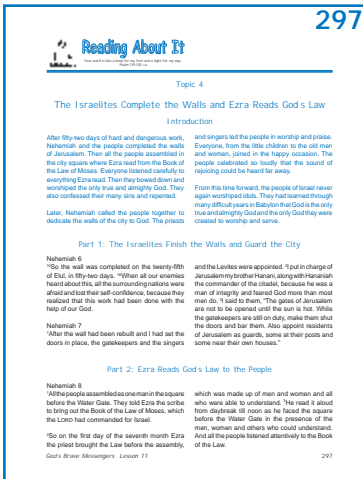 297
Reading About It
Your word is like a lamp for my feet and a light for my way.
Psalm 119:105
Topic 4
The Israelites Complete the Walls and Ezra Reads God's Law
Introduction
After fifty-two days of hard and dangerous work,
Nehemiah and the people completed the walls
of Jerusalem. Then all the people assembled in
the city square where Ezra read from the Book of
the Law of Moses. Everyone listened carefully to
everything Ezra read. Then they bowed down and
worshiped the only true and almighty God. They
also confessed their many sins and repented.
Later, Nehemiah called the people together to
dedicate the walls of the city to God. The priests
and singers led the people in worship and praise.
Everyone, from the little children to the old men
and women, joined in the happy occasion. The
people celebrated so loudly that the sound of
rejoicing could be heard far away.
From this time forward, the people of Israel never
again worshiped idols. They had learned through
many difficult years in Babylon that God is the only
true and almighty God and the only God they were
created to worship and serve.
Part 1: The Israelites Finish the Walls and Guard the City
Nehemiah 6
15So the wall was completed on the twenty-fifth
of Elul, in fifty-two days. 16When all our enemies
heard about this, all the surrounding nations were
afraid and lost their self-confidence, because they
realized that this work had been done with the
help of our God.
Nehemiah 7
1After the wall had been rebuilt and I had set the
doors in place, the gatekeepers and the singers
and the Levites were appointed. 2I put in charge of
Jerusalem my brother Hanani, along with Hananiah
the commander of the citadel, because he was a
man of integrity and feared God more than most
men do. 3I said to them, "The gates of Jerusalem
are not to be opened until the sun is hot. While
the gatekeepers are still on duty, make them shut
the doors and bar them. Also appoint residents
of Jerusalem as guards, some at their posts and
some near their own houses."
Part 2: Ezra Reads God's Law to the People
Nehemiah 8
1All the people assembled as one man in the square
before the Water Gate. They told Ezra the scribe
to bring out the Book of the Law of Moses, which
the LORD had commanded for Israel.
2So on the first day of the seventh month Ezra
the priest brought the Law before the assembly,
which was made up of men and women and all
who were able to understand. 3He read it aloud
from daybreak till noon as he faced the square
before the Water Gate in the presence of the
men, women and others who could understand.
And all the people listened attentively to the Book
of the Law.
God's Brave Messengers Lesson 11
297